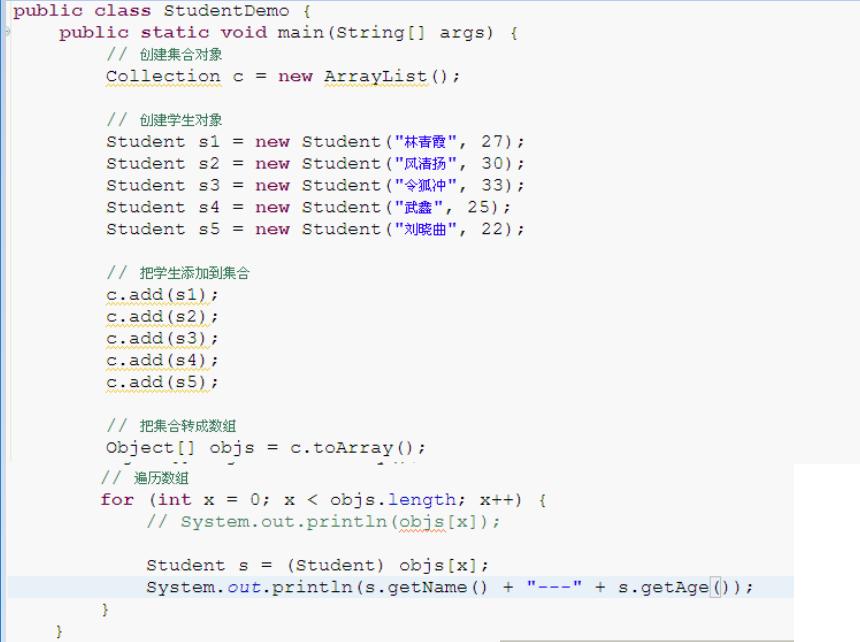 public class StudentDemo {
public static void main(String[] args) {
// 创建集合对象
Collection c = new ArrayList();
// 创建学生对象
Student s1 = new Student("林青霞", 27);
Student s2 = new Student("风清扬", 30);
Student s3 = new Student("令狐冲", 33);
Student s4 = new Student("武鑫", 25);
Student s5 = new Student("刘晓曲", 22);
// 把学生添加到集合
c.add(s1);
c.add(s2);
c.add(s3);
c.add(s4);
c.add(s5);
// 把集合转成数组
Object[] objs = c.toArray();
// 遍历数组
for (int x = 0; x < objs.length; x++) {
// System.out.println(objs[x]);
Student s = (Student) objs[x];
System.out.println(s.getName() + "---" + s.getAge());
}
}